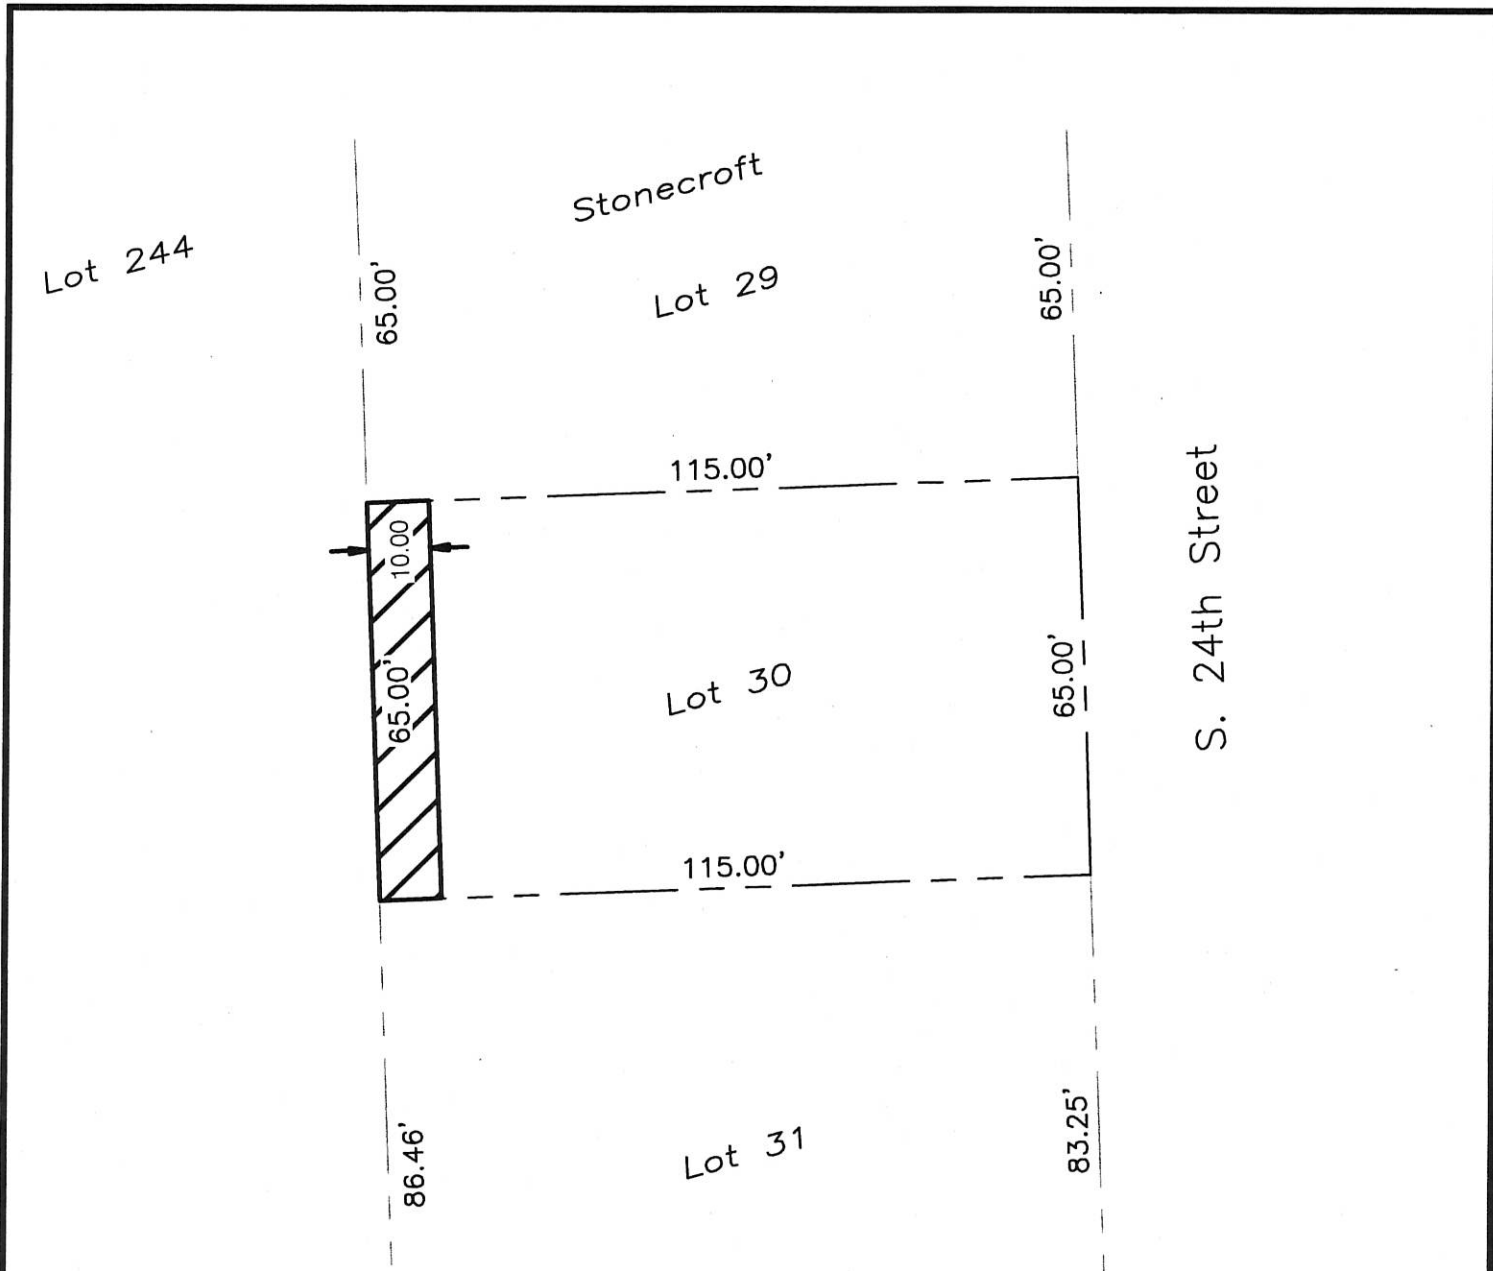 Stonecroft
Lot 244
65.00'
Lot 29
65.00'
115.00'
10.00
65.00'
Lot 30
65.00'
S. 24th Street
115.00'
86.46'
Lot 31
83.25'